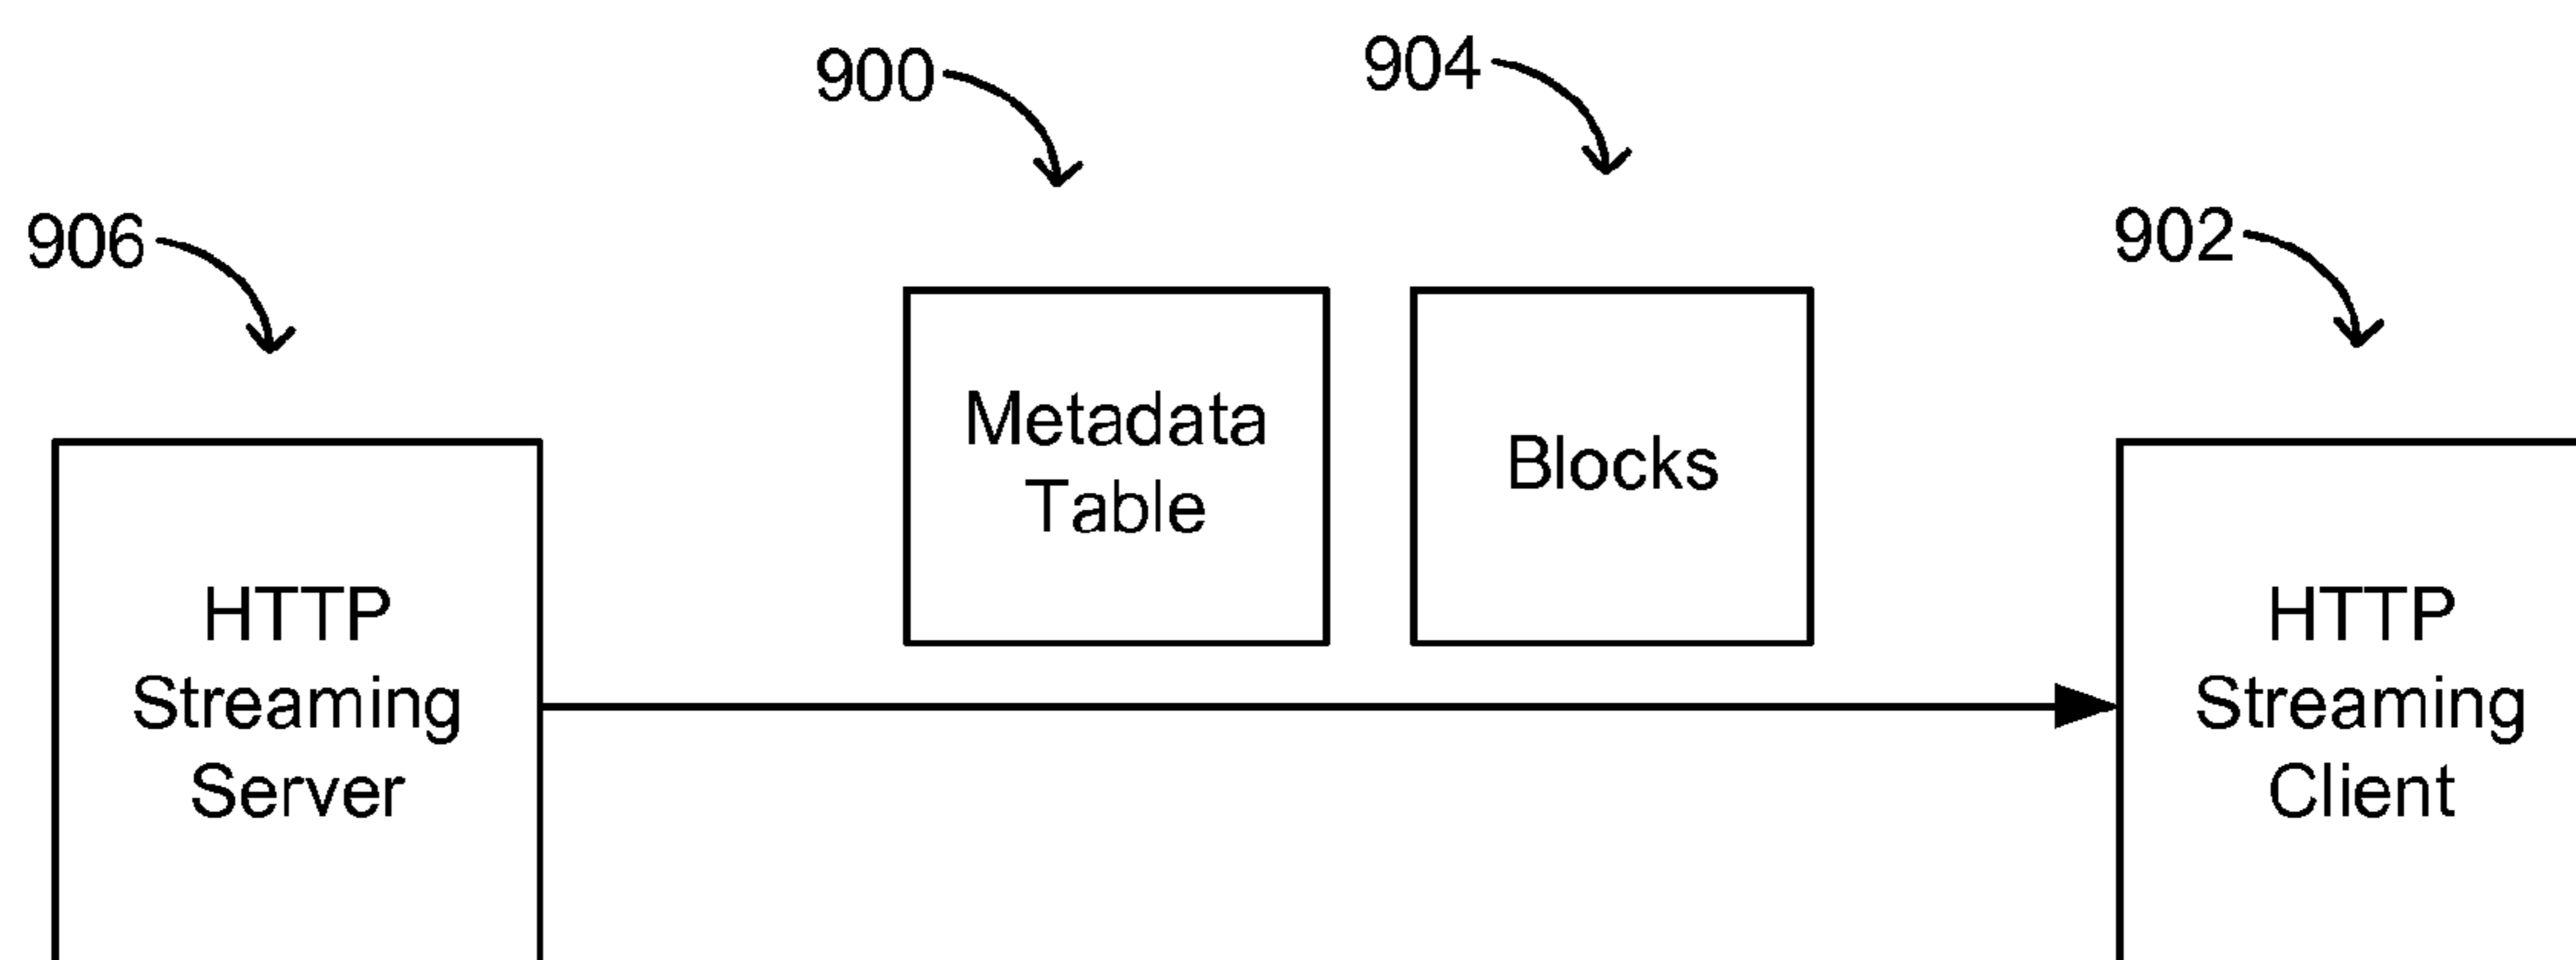 900
904
906
902
Metadata
Table
Blocks
HTTP
Streaming
Server
HTTP
Streaming
Client